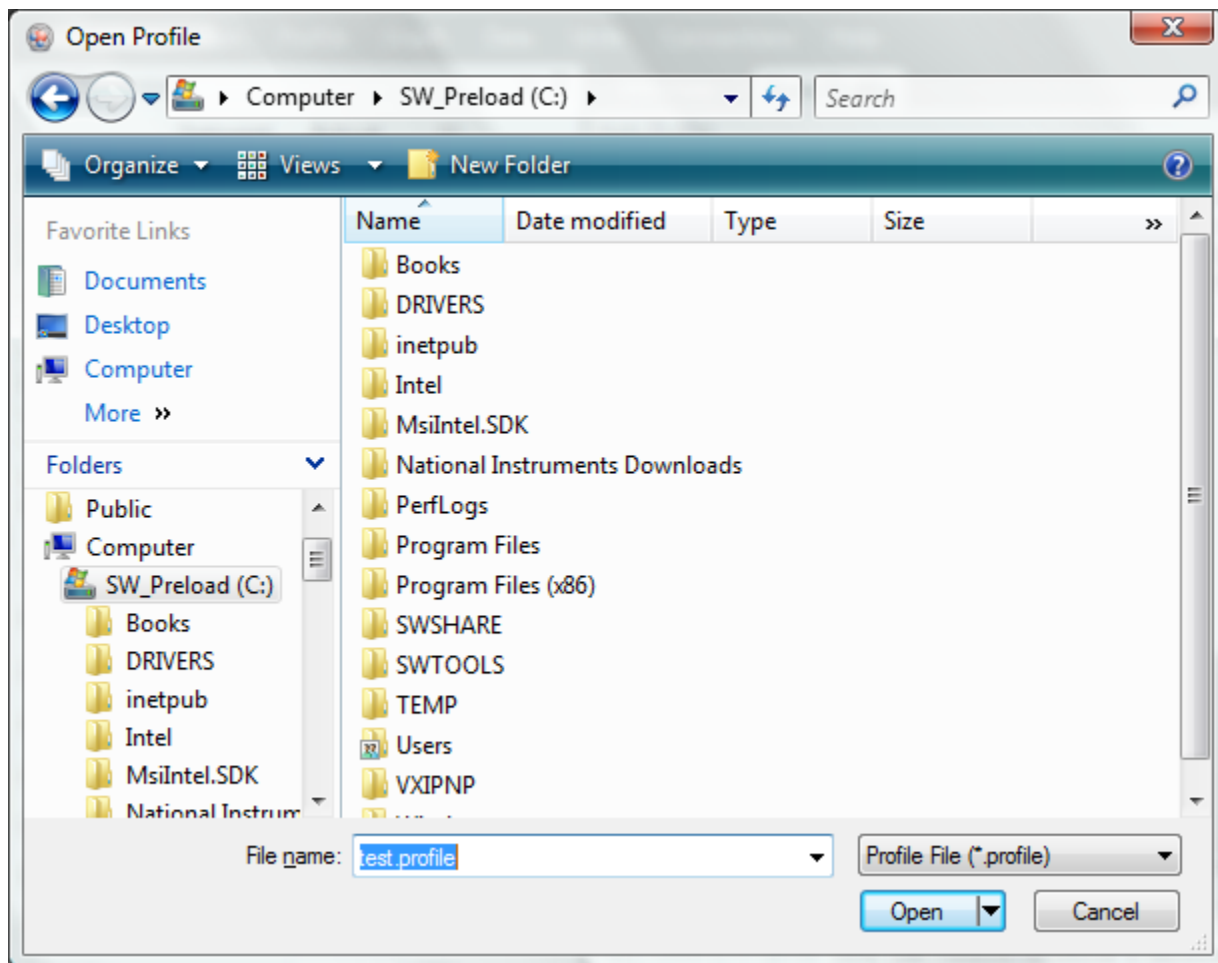 Open Profile
Computer SW_Preload (C:) Search
Organize Views New Folder
Favorite Links
Documents
Desktop
Computer
More »
Folders
Public
Computer
SW_Preload (C:)
Books
DRIVERS
inetpub
Intel
MsiIntel.SDK
National Instrum
Name Date modified Type Size »
Books
DRIVERS
inetpub
Intel
MsiIntel.SDK
National Instruments Downloads
PerfLogs
Program Files
Program Files (x86)
SWSHARE
SWTOOLS
TEMP
Users
VXIPNP
File name: test.profile Profile File (*.profile)
Open Cancel